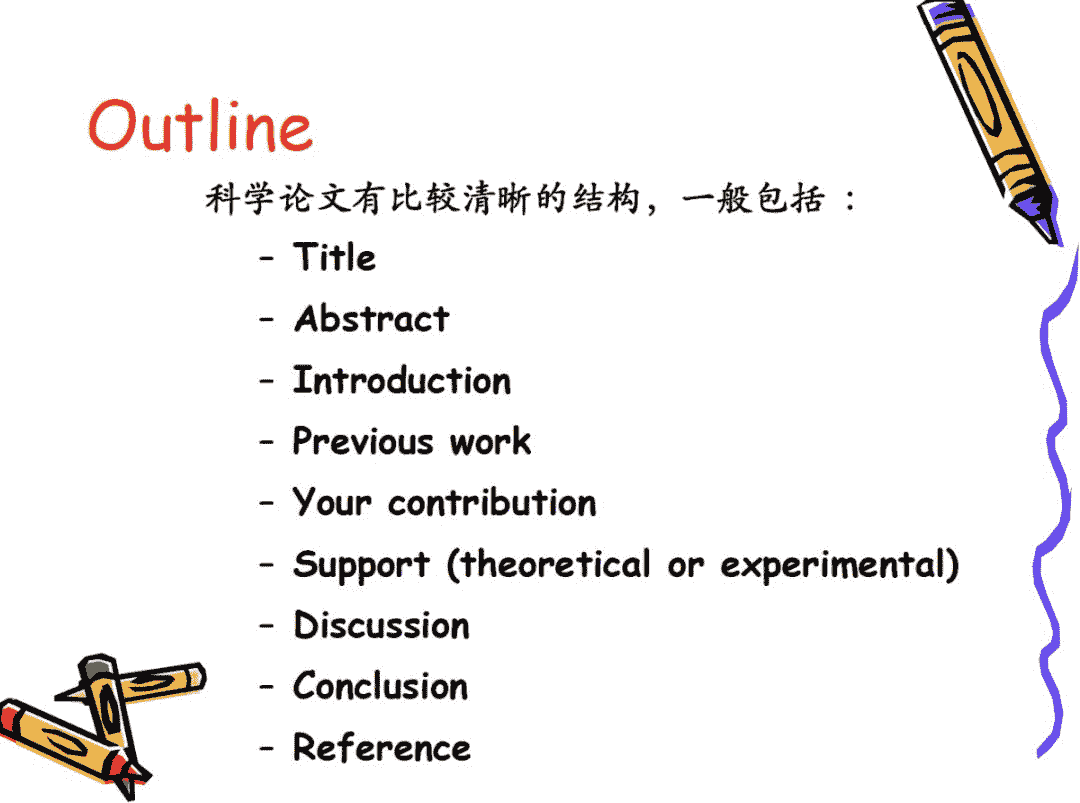 Outline
科学论文有比较清晰的结构，一般包括：
- Title
- Abstract
- Introduction
- Previous work
- Your contribution
- Support (theoretical or experimental)
- Discussion
- Conclusion
- Reference